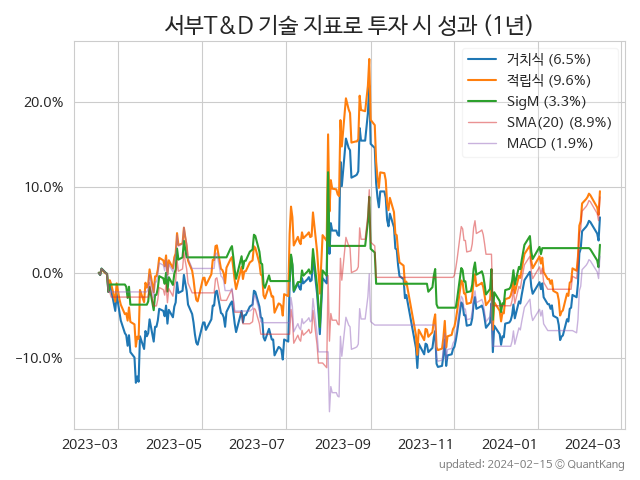 서부T&D 기술 지표로 투자 시 성과 (1년)
거치식 (6.5%)
적립식 (9.6%)
SigM (3.3%)
SMA(20) (8.9%)
MACD (1.9%)
20.0%
10.0%
0.0%
−10.0%
2023-03 2023-05 2023-07 2023-09 2023-11 2024-01 2024-03
updated: 2024-02-15 © QuantKang